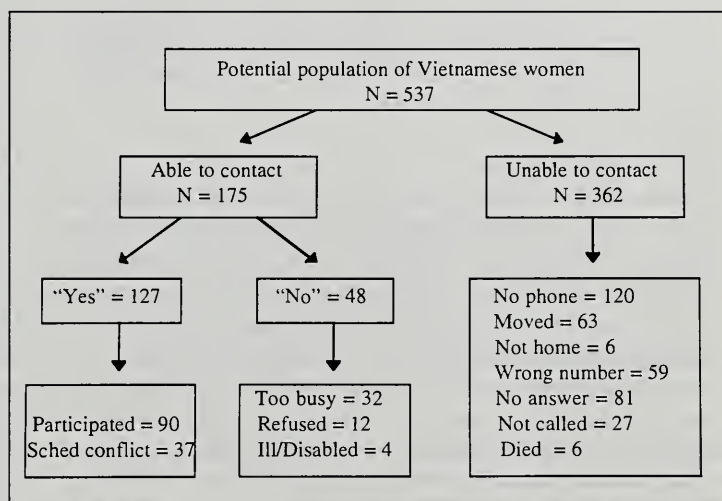 Potential population of Vietnamese women
N = 537
Able to contact
N = 175
Unable to contact
N = 362
“Yes” = 127
“No” = 48
Participated = 90
Sched conflict = 37
Too busy = 32
Refused = 12
Ill/Disabled = 4
No phone = 120
Moved = 63
Not home = 6
Wrong number = 59
No answer = 81
Not called = 27
Died = 6